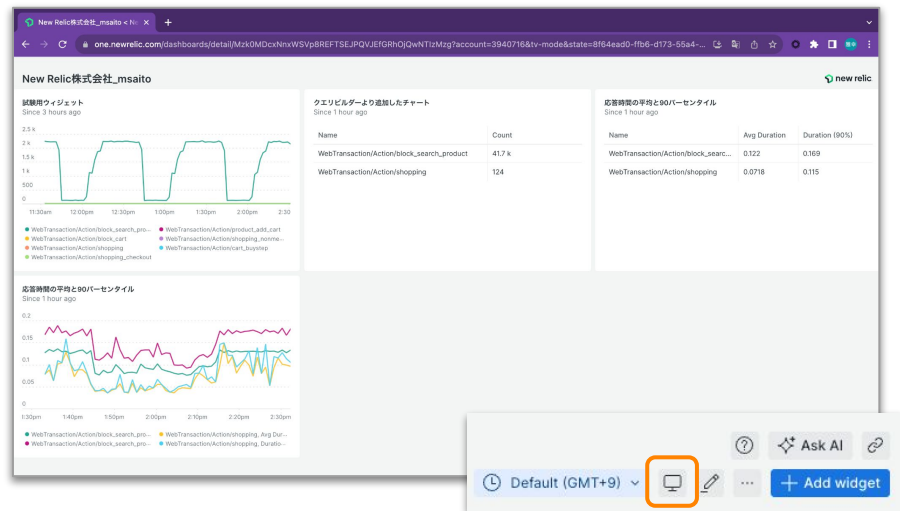 New Relic株式会社_msaito < Ne
one.newrelic.com/dashboards/detail/Mzk0MDcxNnxWSVp8REFTSEJPQVJEfGRhOjQwNTIzMzg?account=3940716&tv-mode&state=8f64ead0-ffb6-d173-55a4-...
New Relic株式会社_msaito
new relic
試験用ウィジェット
Since 3 hours ago
2.5 k
2 k
1.5 k
1 k
500
0
11:30am 12:00pm 12:30pm 1:00pm 1:30pm 2:00pm 2:30
WebTransaction/Action/block_search_pro...
WebTransaction/Action/product_add_cart
WebTransaction/Action/block_cart
WebTransaction/Action/shopping_nonme...
WebTransaction/Action/shopping
WebTransaction/Action/cart_buystep
WebTransaction/Action/shopping_checkout
クエリビルダーより追加したチャート
Since 1 hour ago
Name Count
WebTransaction/Action/block_search_product 41.7 k
WebTransaction/Action/shopping 124
応答時間の平均と90パーセンタイル
Since 1 hour ago
Name Avg Duration Duration (90%)
WebTransaction/Action/block_searc... 0.122 0.169
WebTransaction/Action/shopping 0.0718 0.115
応答時間の平均と90パーセンタイル
Since 1 hour ago
0.2
0.15
0.1
0.05
0
1:30pm 1:40pm 1:50pm 2:00pm 2:10pm 2:20pm 2:30pm
WebTransaction/Action/block_search_pro...
WebTransaction/Action/shopping, Avg Dur...
WebTransaction/Action/block_search_pro...
WebTransaction/Action/shopping, Duratio...
Ask AI
Default (GMT+9)
Add widget